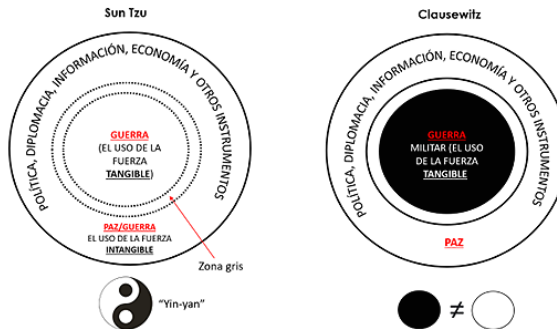 Sun Tzu
POLÍTICA, DIPLOMACIA, INFORMACIÓN, ECONOMÍA Y OTROS INSTRUMENTOS
GUERRA
(EL USO DE LA
FUERZA
TANGIBLE)
PAZ/GUERRA
EL USO DE LA FUERZA
INTANGIBLE
Zona gris
"Yin-yan"
Clausewitz
POLÍTICA, DIPLOMACIA, INFORMACIÓN, ECONOMÍA Y OTROS INSTRUMENTOS
GUERRA
MILITAR (EL USO
DE LA FUERZA
TANGIBLE
PAZ
≠